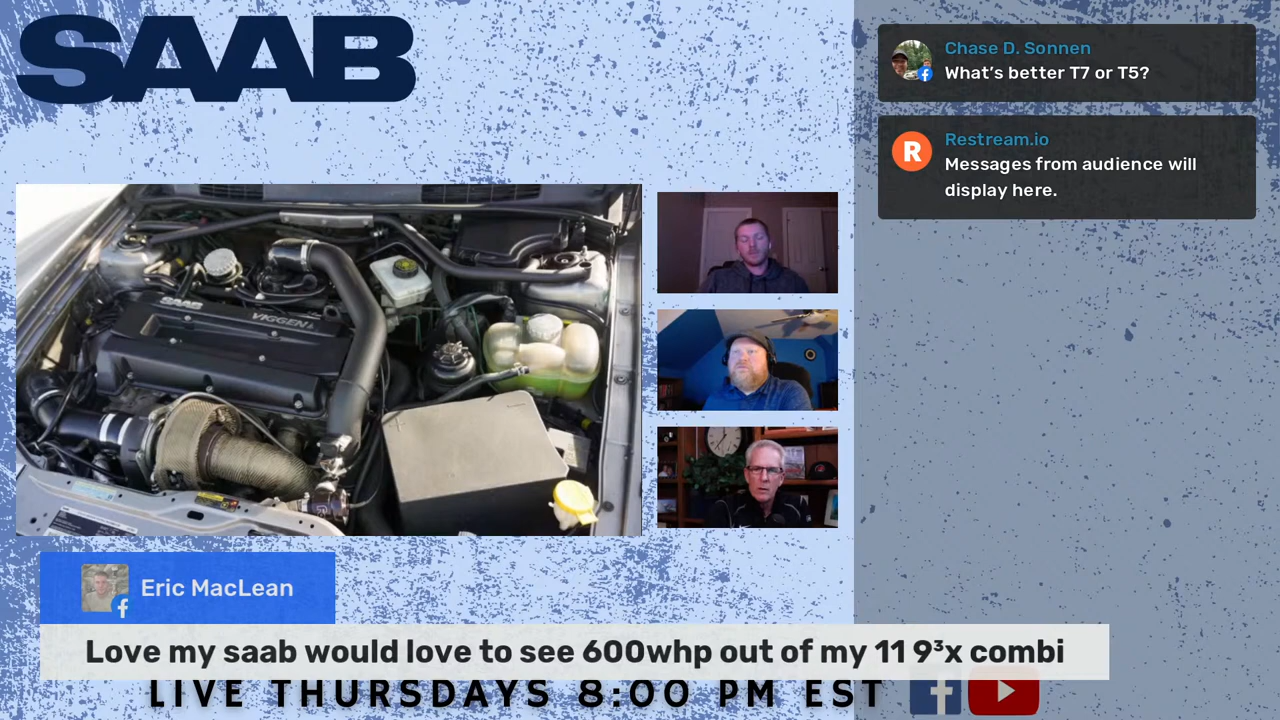 SAAB
Chase D. Sonnen
What's better T7 or T5?
R
Restream.io
Messages from audience will
display here.
SAAB
VIGGEN
Eric MacLean
Love my saab would love to see 600whp out of my 11 9³x combi
LIVE THURSDAYS 8:00 PM EST